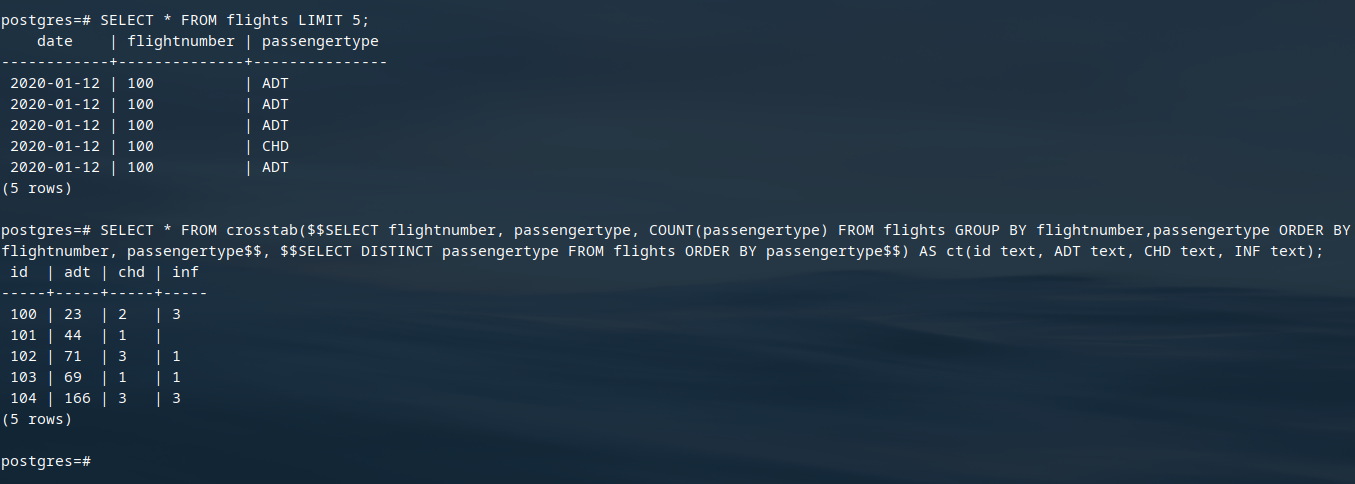 postgres=# SELECT * FROM flights LIMIT 5;
    date    | flightnumber | passengertype
------------+--------------+---------------
 2020-01-12 | 100          | ADT
 2020-01-12 | 100          | ADT
 2020-01-12 | 100          | ADT
 2020-01-12 | 100          | CHD
 2020-01-12 | 100          | ADT
(5 rows)

postgres=# SELECT * FROM crosstab($$SELECT flightnumber, passengertype, COUNT(passengertype) FROM flights GROUP BY flightnumber,passengertype ORDER BY
flightnumber, passengertype$$, $$SELECT DISTINCT passengertype FROM flights ORDER BY passengertype$$) AS ct(id text, ADT text, CHD text, INF text);
 id  | adt | chd | inf
-----+-----+-----+-----
 100 | 23  | 2   | 3
 101 | 44  | 1   |
 102 | 71  | 3   | 1
 103 | 69  | 1   | 1
 104 | 166 | 3   | 3
(5 rows)

postgres=#